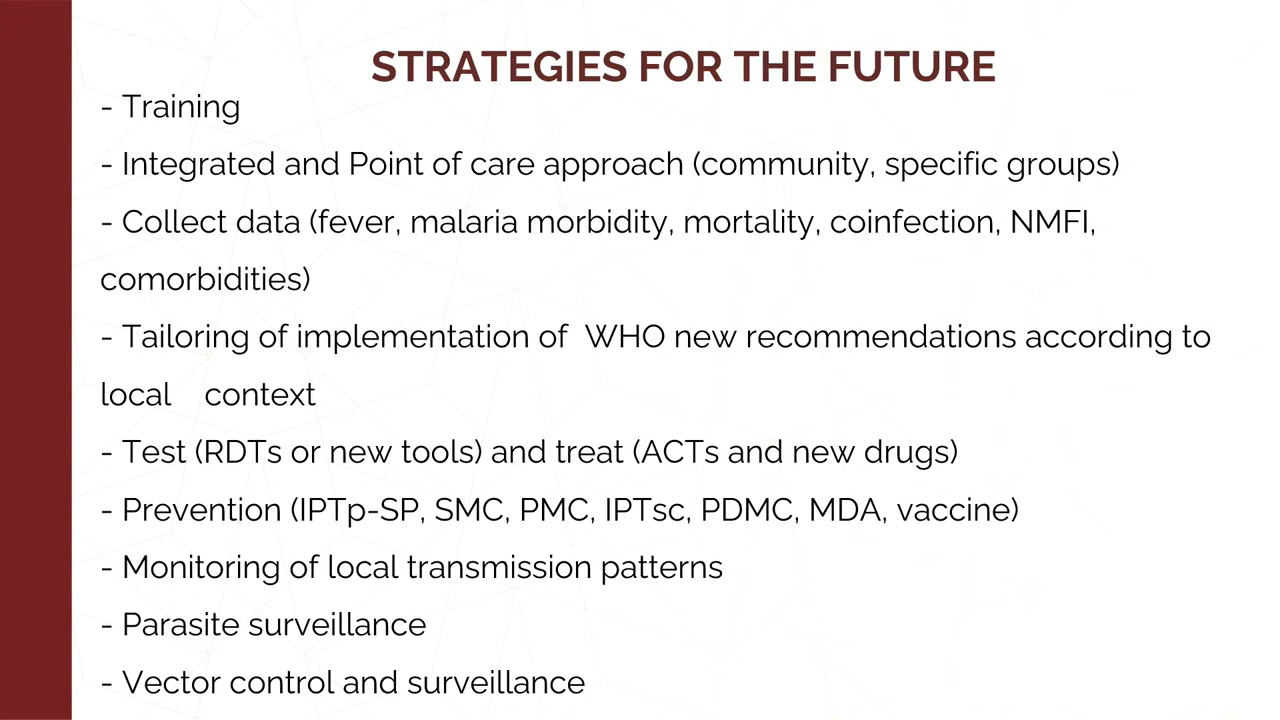 STRATEGIES FOR THE FUTURE
- Training
- Integrated and Point of care approach (community, specific groups)
- Collect data (fever, malaria morbidity, mortality, coinfection, NMFI,
comorbidities)
- Tailoring of implementation of  WHO new recommendations according to
local    context
- Test (RDTs or new tools) and treat (ACTs and new drugs)
- Prevention (IPTp-SP, SMC, PMC, IPTsc, PDMC, MDA, vaccine)
- Monitoring of local transmission patterns
- Parasite surveillance
- Vector control and surveillance